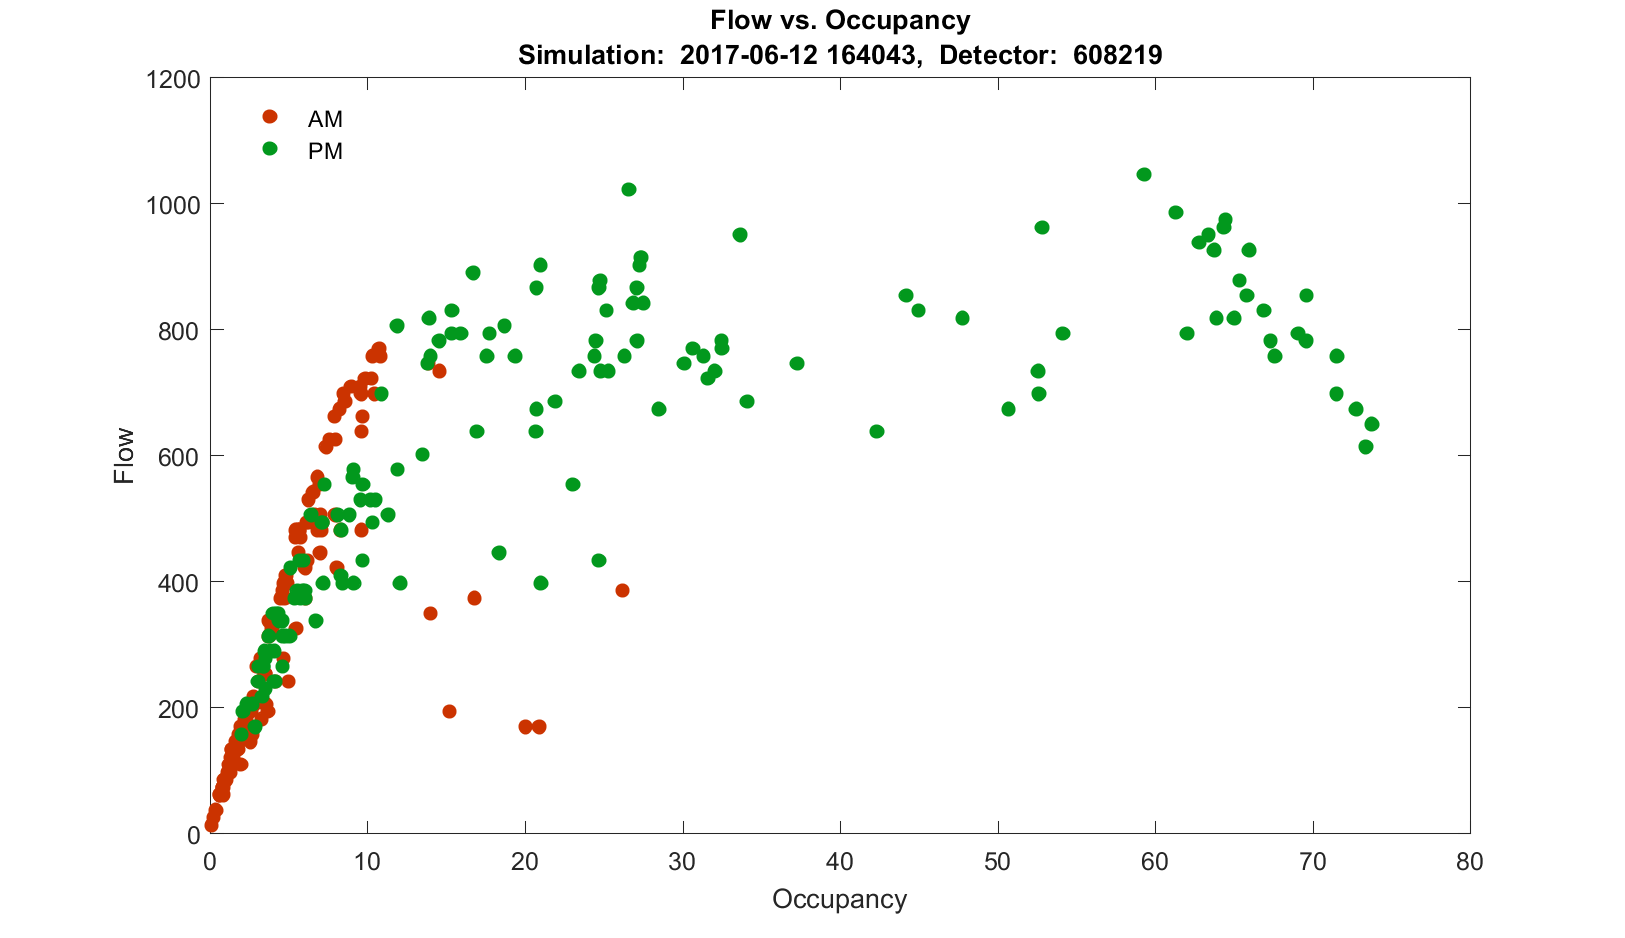 Flow vs. Occupancy
Simulation:  2017-06-12 164043,  Detector:  608219
AM
PM
1200
1000
800
600
400
200
0
Flow
0 10 20 30 40 50 60 70 80
Occupancy